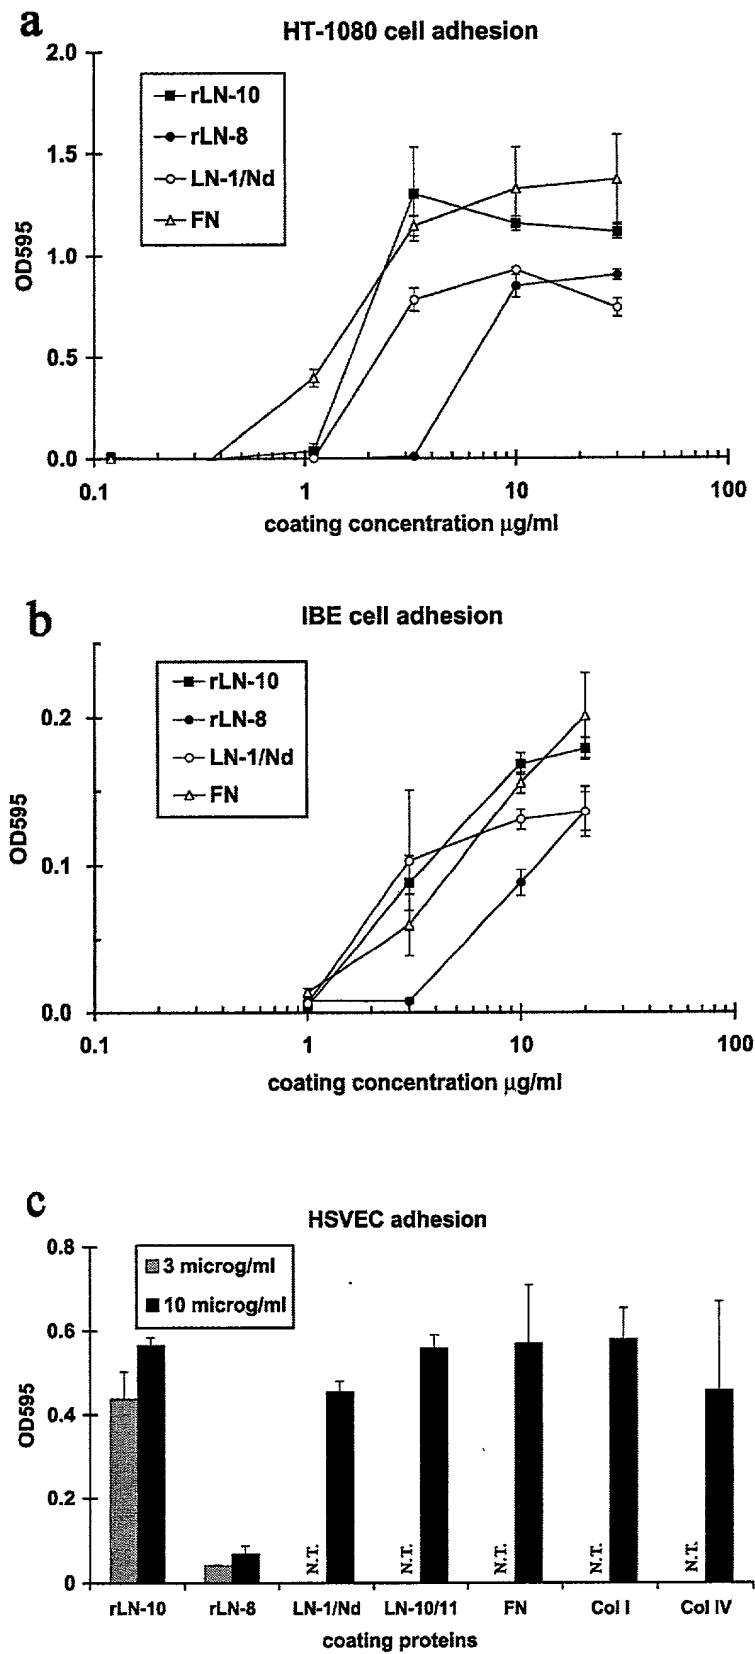 a
HT-1080 cell adhesion
2.0
1.5
1.0
0.5
0.0
OD595
rLN-10
rLN-8
LN-1/Nd
FN
0.1
1
10
100
coating concentration μg/ml
b
IBE cell adhesion
0.2
0.1
0.0
OD595
rLN-10
rLN-8
LN-1/Nd
FN
0.1
1
10
100
coating concentration μg/ml
c
HSVEC adhesion
0.8
0.6
0.4
0.2
0
OD595
3 microg/ml
10 microg/ml
N.T.
N.T.
N.T.
N.T.
N.T.
rLN-10
rLN-8
LN-1/Nd
LN-10/11
FN
Col I
Col IV
coating proteins